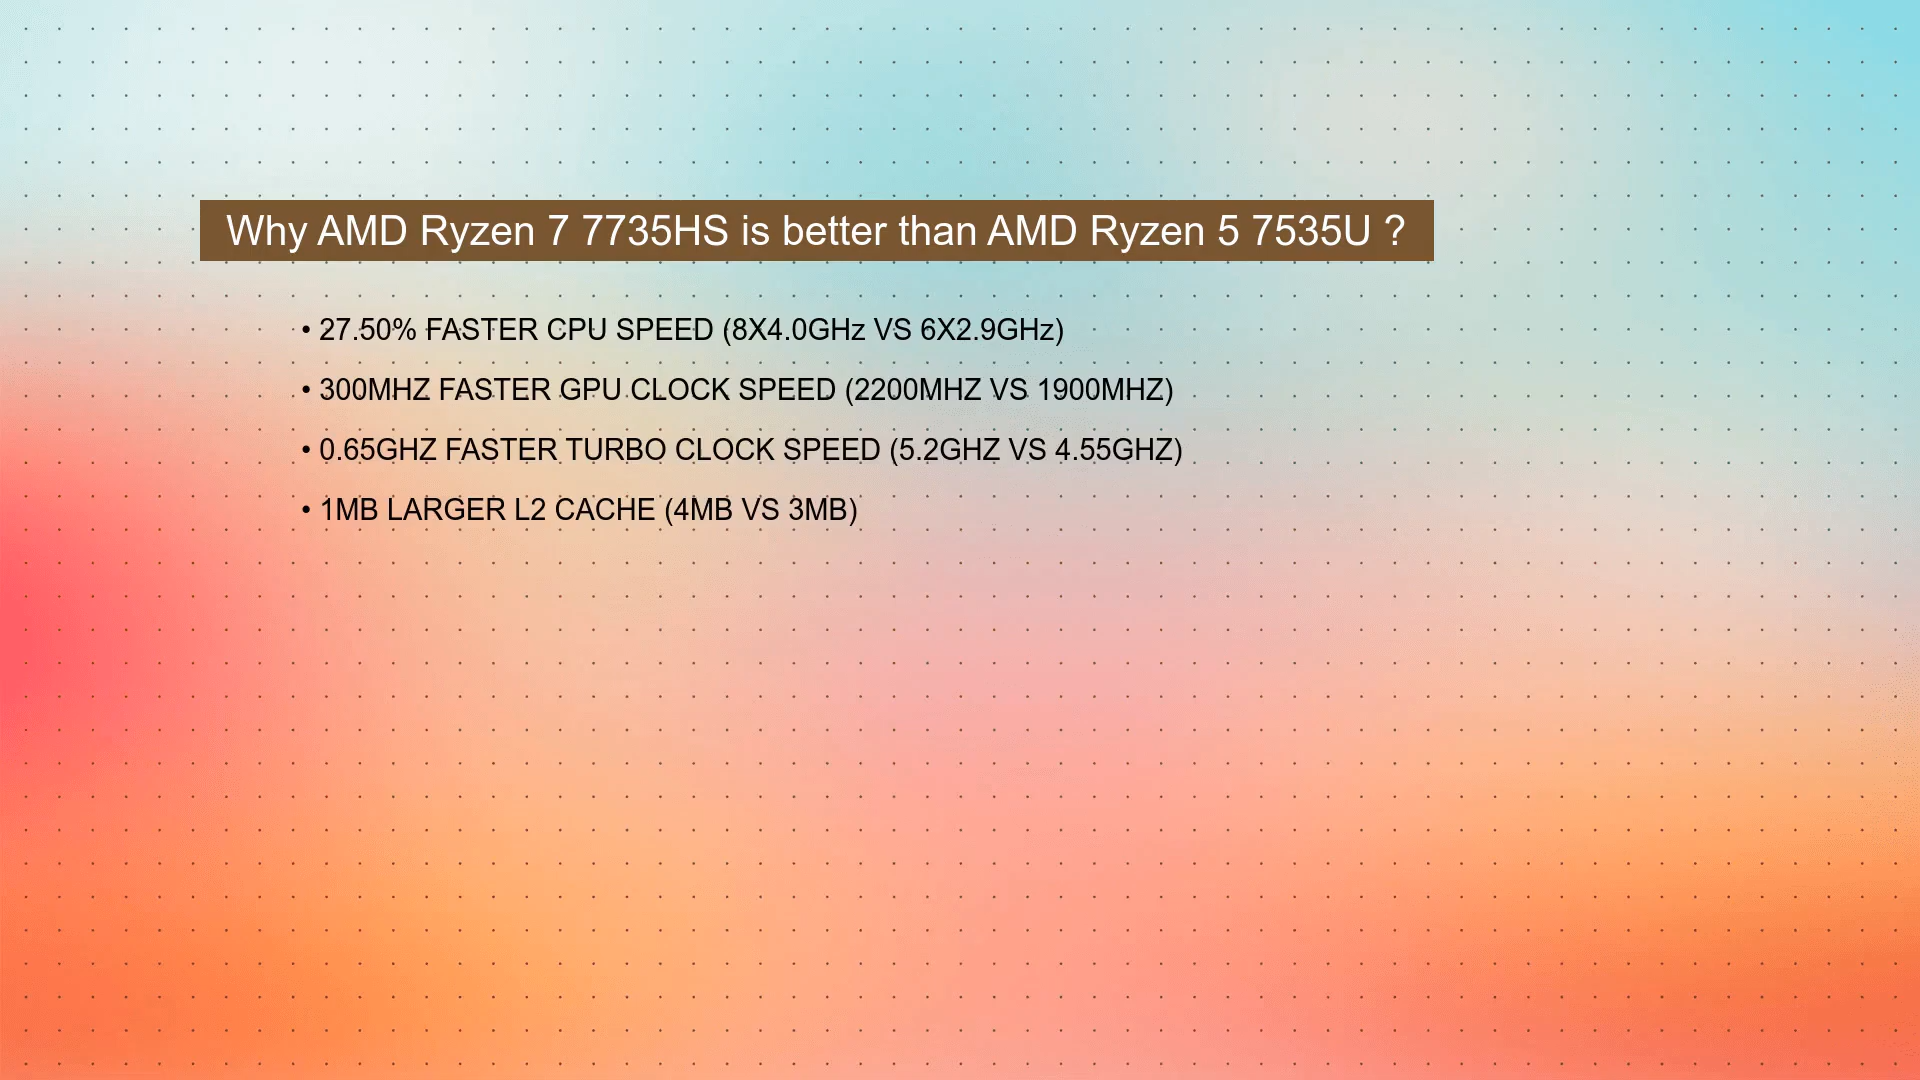 Why AMD Ryzen 7 7735HS is better than AMD Ryzen 5 7535U ?
• 27.50% FASTER CPU SPEED (8X4.0GHz VS 6X2.9GHz)
• 300MHZ FASTER GPU CLOCK SPEED (2200MHZ VS 1900MHZ)
• 0.65GHZ FASTER TURBO CLOCK SPEED (5.2GHZ VS 4.55GHZ)
• 1MB LARGER L2 CACHE (4MB VS 3MB)